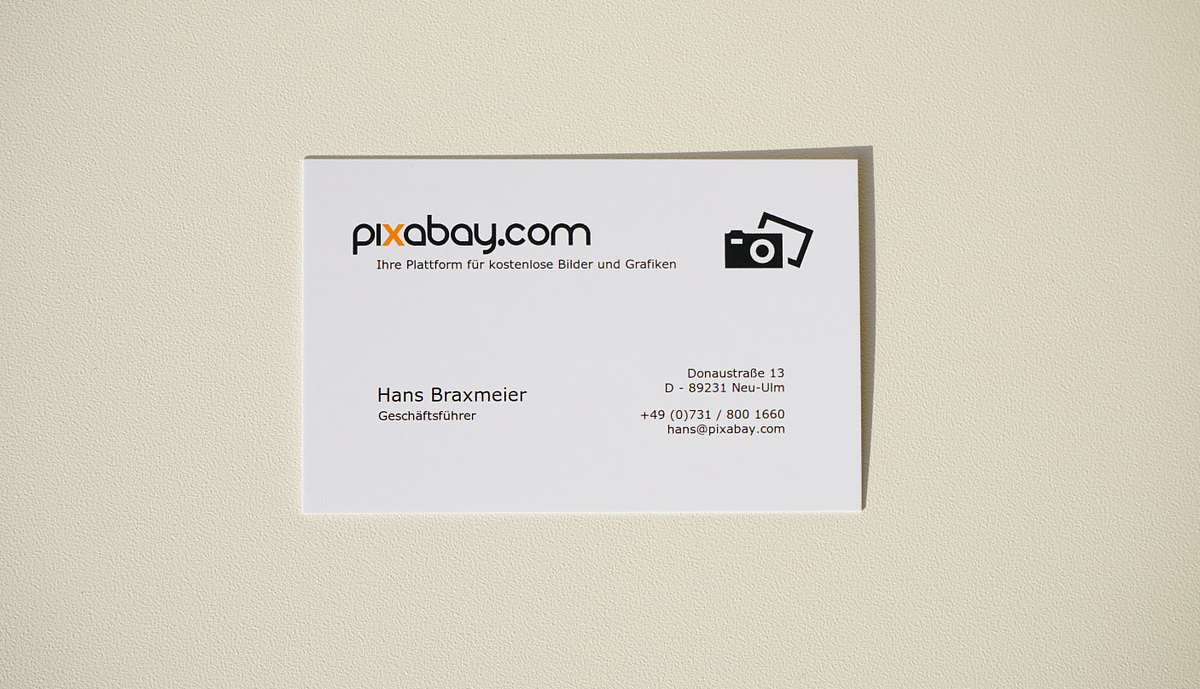 pixabay.com
Ihre Plattform für kostenlose Bilder und Grafiken
Hans Braxmeier
Geschäftsführer
Donaustraße 13
D - 89231 Neu-Ulm
+49 (0)731 / 800 1660
hans@pixabay.com